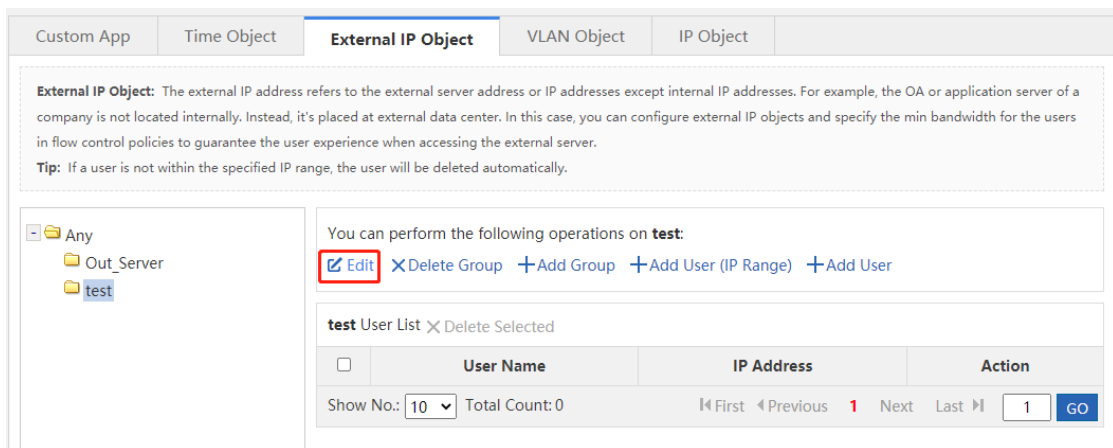 Custom App Time Object External IP Object VLAN Object IP Object
External IP Object: The external IP address refers to the external server address or IP addresses except internal IP addresses. For example, the OA or application server of a
company is not located internally. Instead, it's placed at external data center. In this case, you can configure external IP objects and specify the min bandwidth for the users
in flow control policies to guarantee the user experience when accessing the external server.
Tip: If a user is not within the specified IP range, the user will be deleted automatically.
Any
Out_Server
test
You can perform the following operations on test:
Edit Delete Group Add Group Add User (IP Range) Add User
test User List Delete Selected
User Name IP Address Action
Show No.: 10 Total Count: 0 First Previous 1 Next Last 1 GO